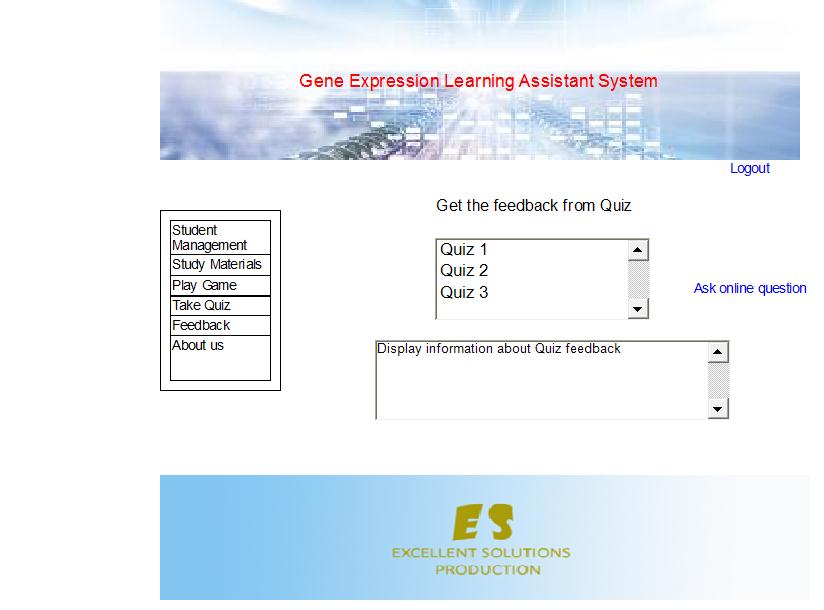 Gene Expression Learning Assistant System
Logout
Get the feedback from Quiz
Student
Management
Study Materials
Play Game
Take Quiz
Feedback
About us
Quiz 1
Quiz 2
Quiz 3
Ask online question
Display information about Quiz feedback
ES
EXCELLENT SOLUTIONS
PRODUCTION